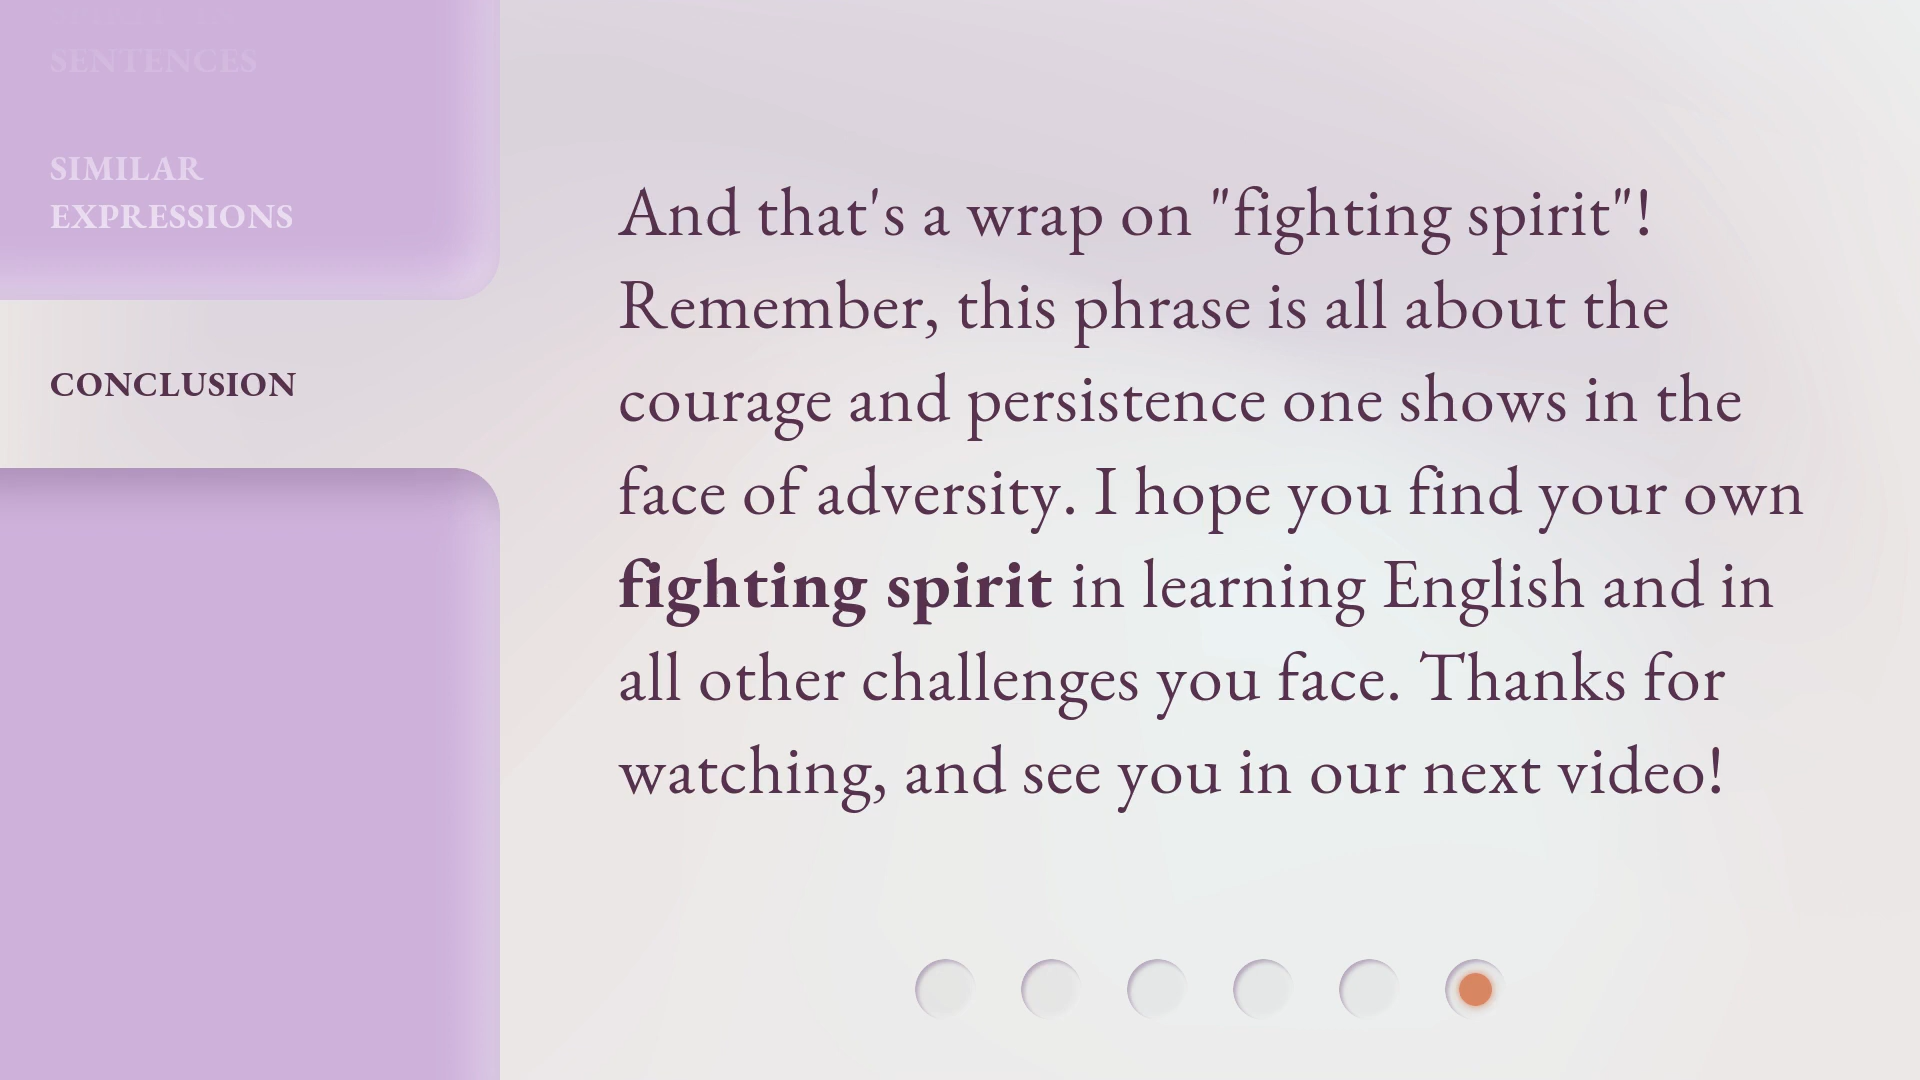 SENTENCES
SIMILAR
EXPRESSIONS
CONCLUSION
And that's a wrap on "fighting spirit"!
Remember, this phrase is all about the
courage and persistence one shows in the
face of adversity. I hope you find your own
fighting spirit in learning English and in
all other challenges you face. Thanks for
watching, and see you in our next video!